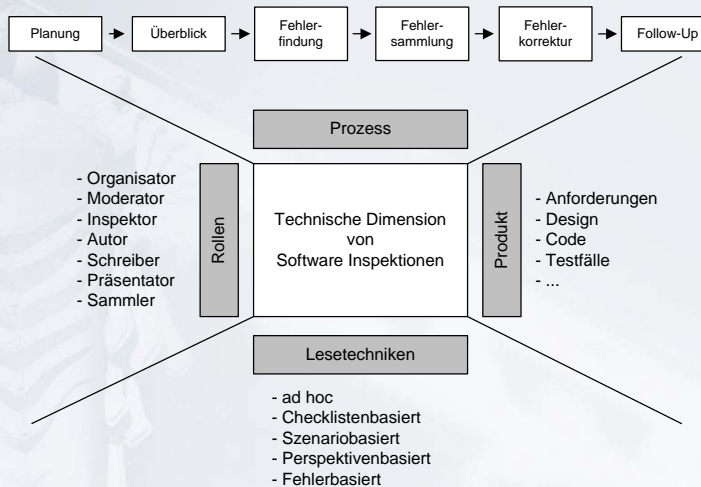 Planung
Überblick
Fehler-
findung
Fehler-
sammlung
Fehler-
korrektur
Follow-Up
Prozess
- Organisator
- Moderator
- Inspektor
- Autor
- Schreiber
- Präsentator
- Sammler
Rollen
Technische Dimension
von
Software Inspektionen
Produkt
- Anforderungen
- Design
- Code
- Testfälle
- ...
Lesetechniken
- ad hoc
- Checklistenbasiert
- Szenariobasiert
- Perspektivenbasiert
- Fehlerbasiert